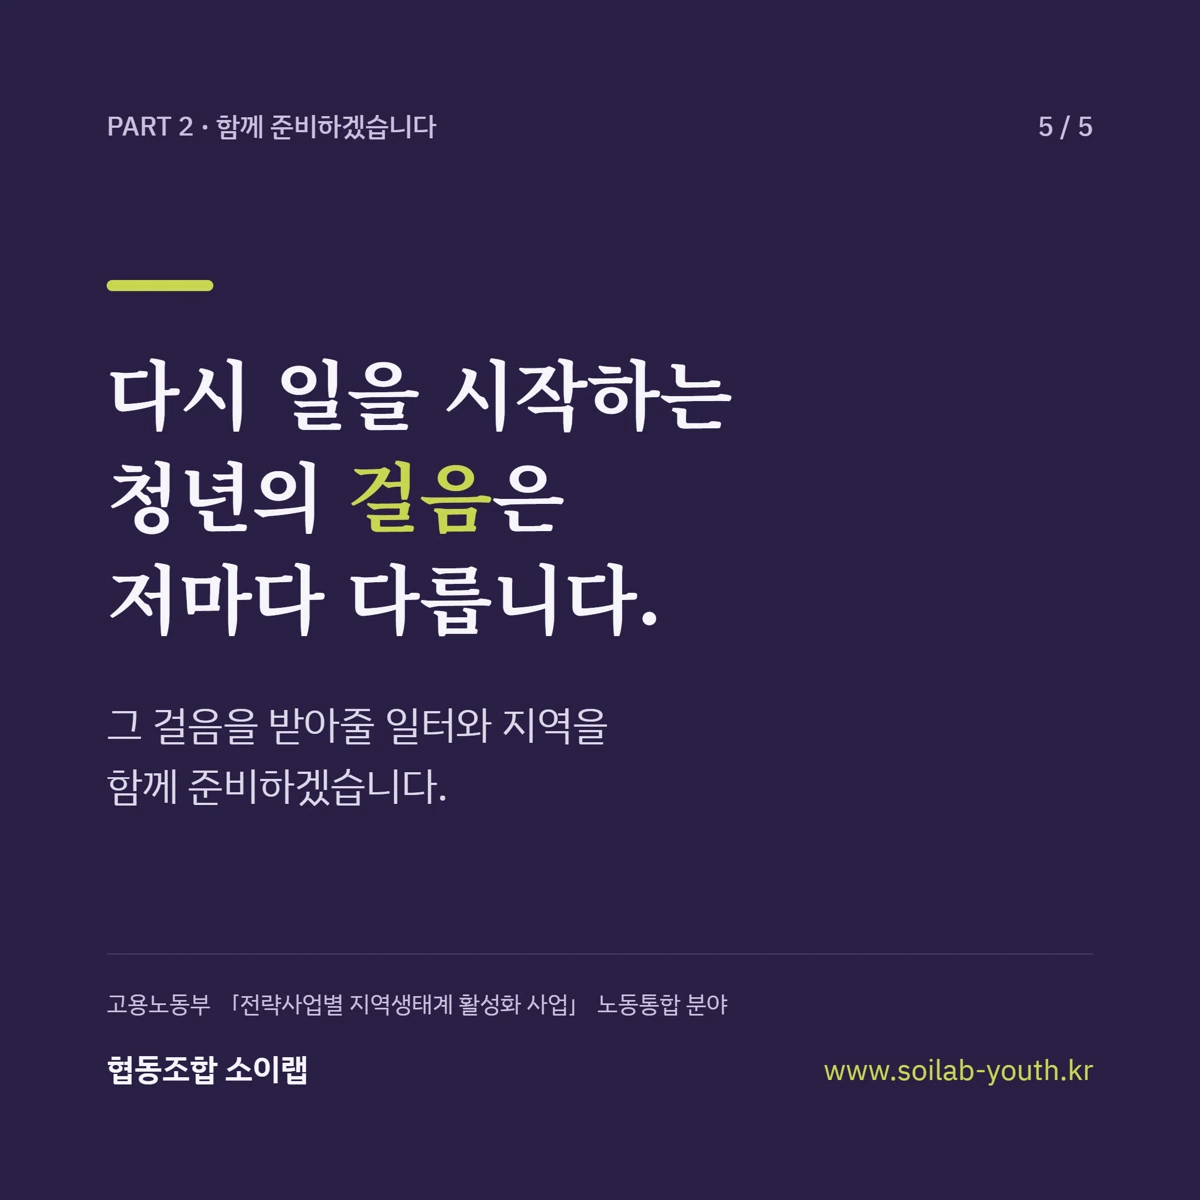 PART 2 · 함께 준비하겠습니다
5 / 5
다시 일을 시작하는
청년의 걸음은
저마다 다릅니다.
그 걸음을 받아줄 일터와 지역을
함께 준비하겠습니다.
고용노동부 「전략사업별 지역생태계 활성화 사업」 노동통합 분야
협동조합 소이랩
www.soilab-youth.kr